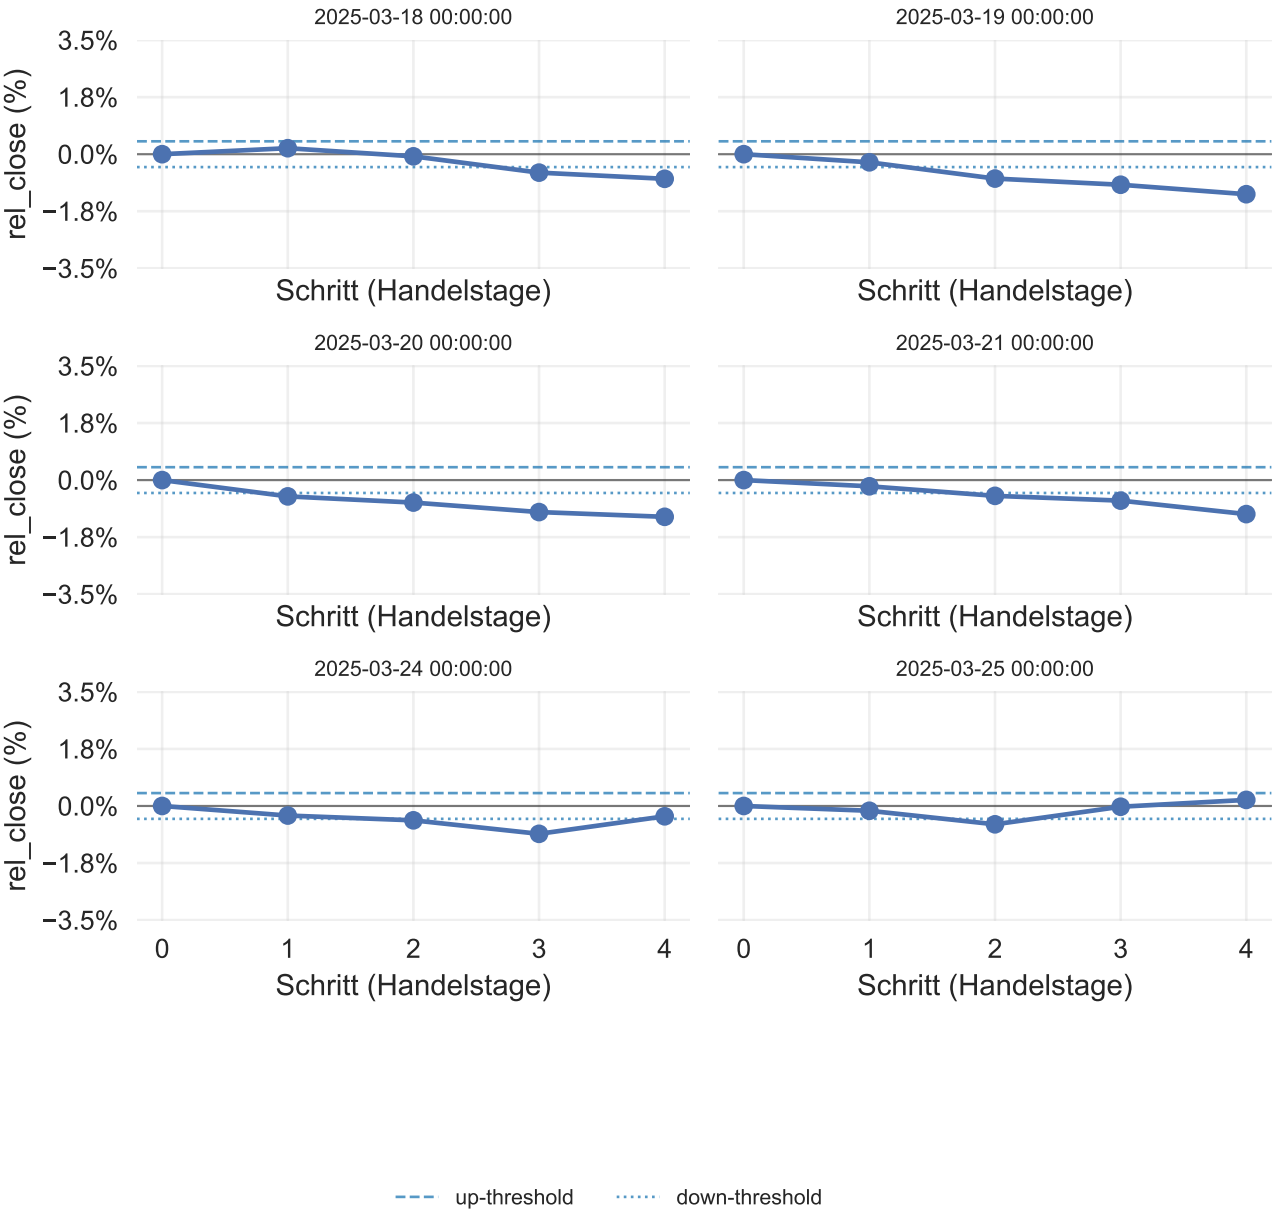 2025-03-18 00:00:00
2025-03-19 00:00:00
3.5%
1.8%
0.0%
−1.8%
−3.5%
rel_close (%)
Schritt (Handelstage)
Schritt (Handelstage)
2025-03-20 00:00:00
2025-03-21 00:00:00
3.5%
1.8%
0.0%
−1.8%
−3.5%
rel_close (%)
Schritt (Handelstage)
Schritt (Handelstage)
2025-03-24 00:00:00
2025-03-25 00:00:00
3.5%
1.8%
0.0%
−1.8%
−3.5%
rel_close (%)
0 1 2 3 4
0 1 2 3 4
Schritt (Handelstage)
Schritt (Handelstage)
up-threshold
down-threshold